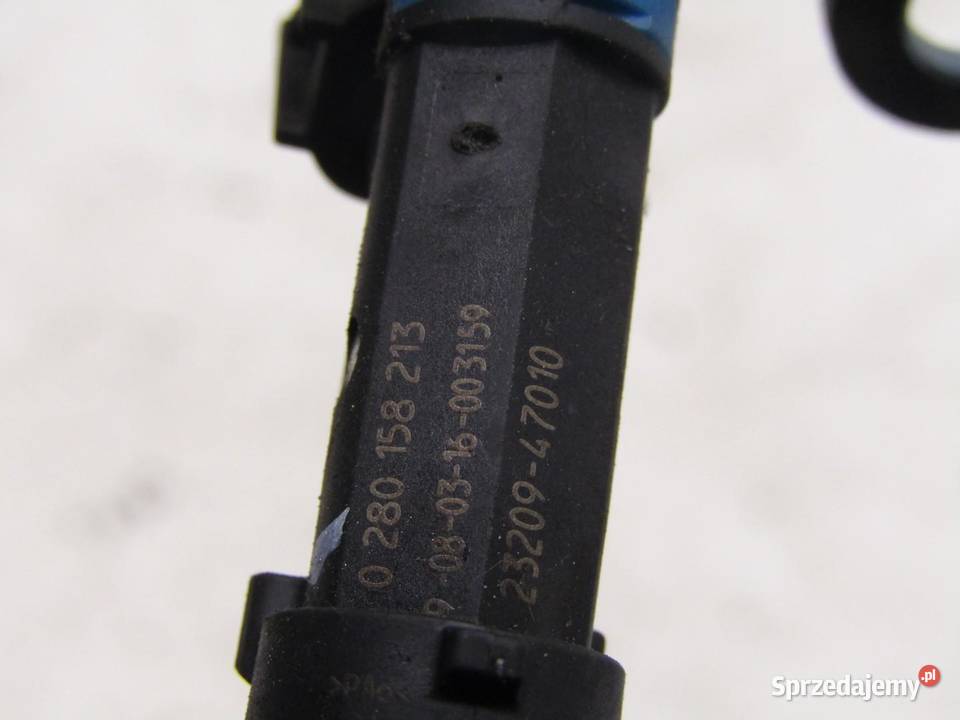 0 280 158 213
9 08-03-16-003159
23209-47010
Sprzedajemy.pl